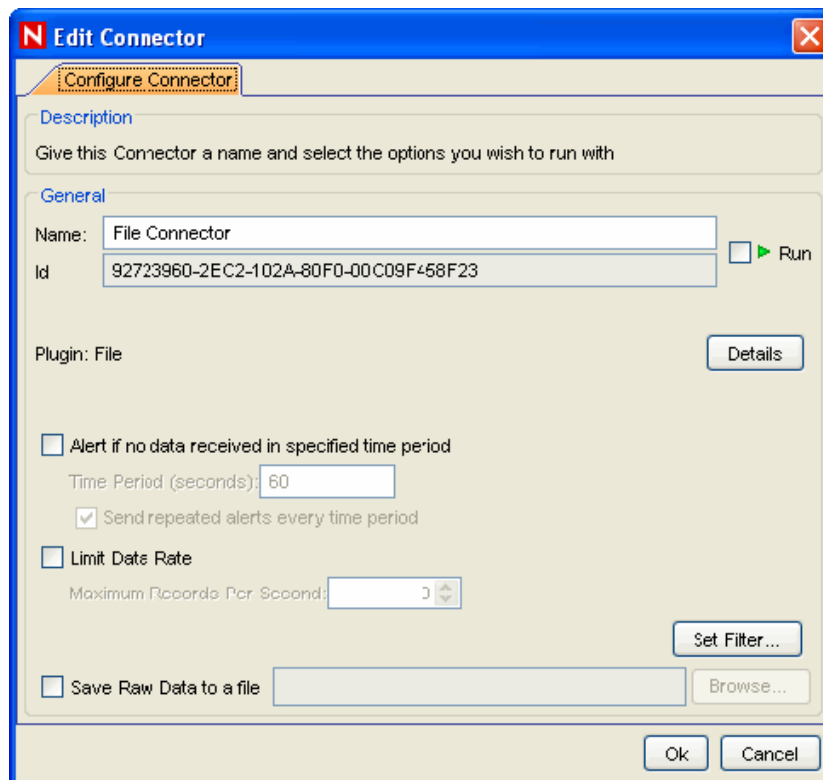 N Edit Connector
Configure Connector
Description
Give this Connector a name and select the options you wish to run with
General
Name: File Connector
Run
Id 92723960-2EC2-102A-80F0-00C09F458F23
Plugin: File
Details
Alert if no data received in specified time period
Time Period (seconds): 60
Send repeated alerts every time period
Limit Data Rate
Maximum Records Per Second: 0
Set Filter...
Save Raw Data to a file
Browse...
Ok Cancel